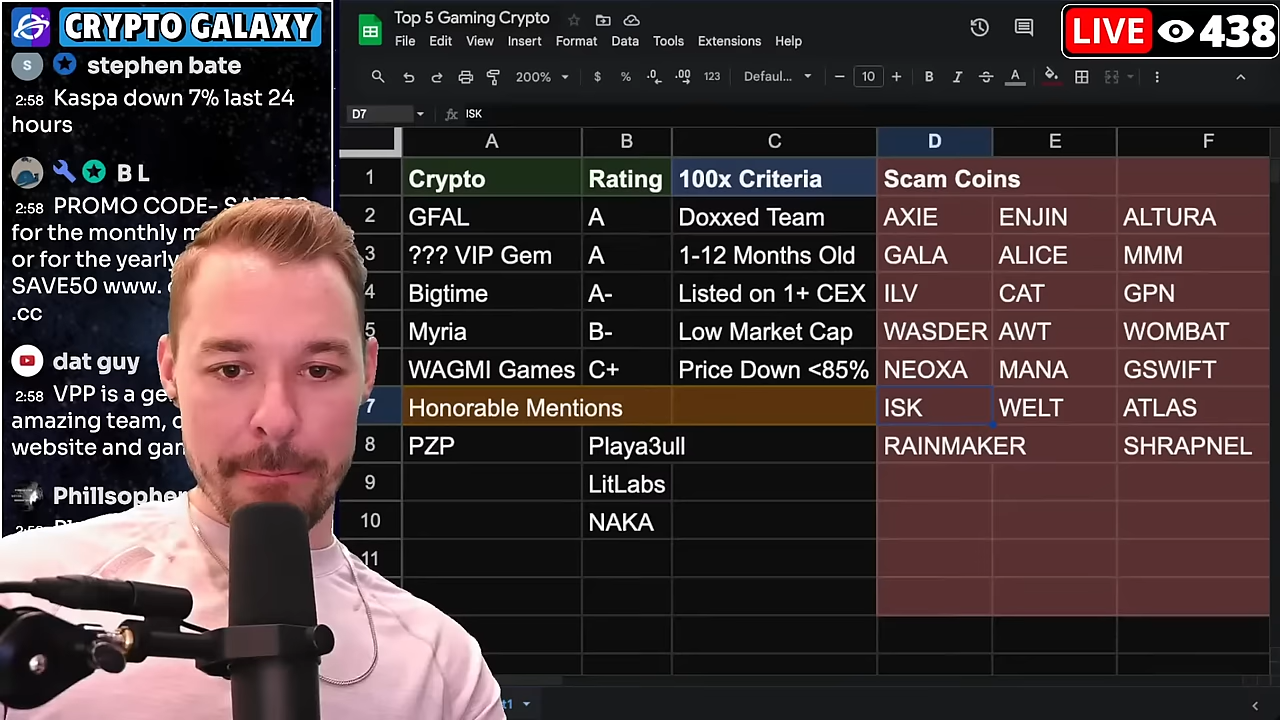 CRYPTO GALAXY
S stephen bate
2:58 Kaspa down 7% last 24
hours
B L
2:58 PROMO CODE- SAVE
for the monthly
or for the yearly
SAVE50 www.
.cc
dat guy
2:58 VPP is a
amazing team,
website and
Phillsopher
Top 5 Gaming Crypto
File Edit View Insert Format Data Tools Extensions Help
LIVE 438
200% $ % .0 .00 123 Defaul... 10 B I S A
D7 fx ISK
A B C D E F
1 Crypto Rating 100x Criteria Scam Coins
2 GFAL A Doxxed Team AXIE ENJIN ALTURA
3 ??? VIP Gem A 1-12 Months Old GALA ALICE MMM
4 Bigtime A- Listed on 1+ CEX ILV CAT GPN
5 Myria B- Low Market Cap WASDER AWT WOMBAT
WAGMI Games C+ Price Down <85% NEOXA MANA GSWIFT
7 Honorable Mentions ISK WELT ATLAS
8 PZP Playa3ull RAINMAKER SHRAPNEL
9 LitLabs
10 NAKA
11